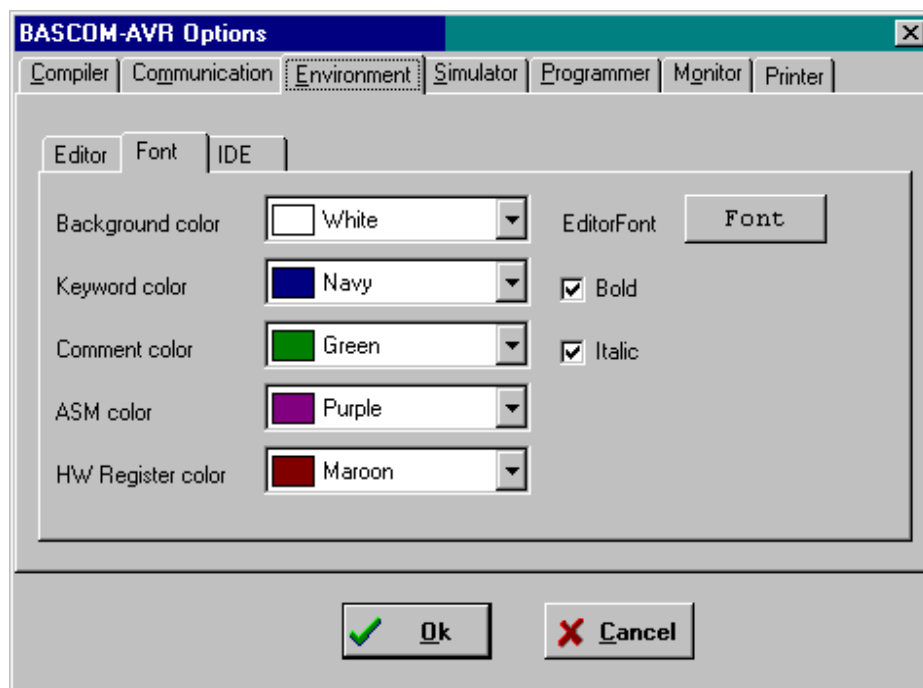 BASCOM-AVR Options
Compiler Communication Environment Simulator Programmer Monitor Printer
Editor Font IDE
Background color White EditorFont Font
Keyword color Navy Bold
Comment color Green Italic
ASM color Purple
HW Register color Maroon
Ok Cancel